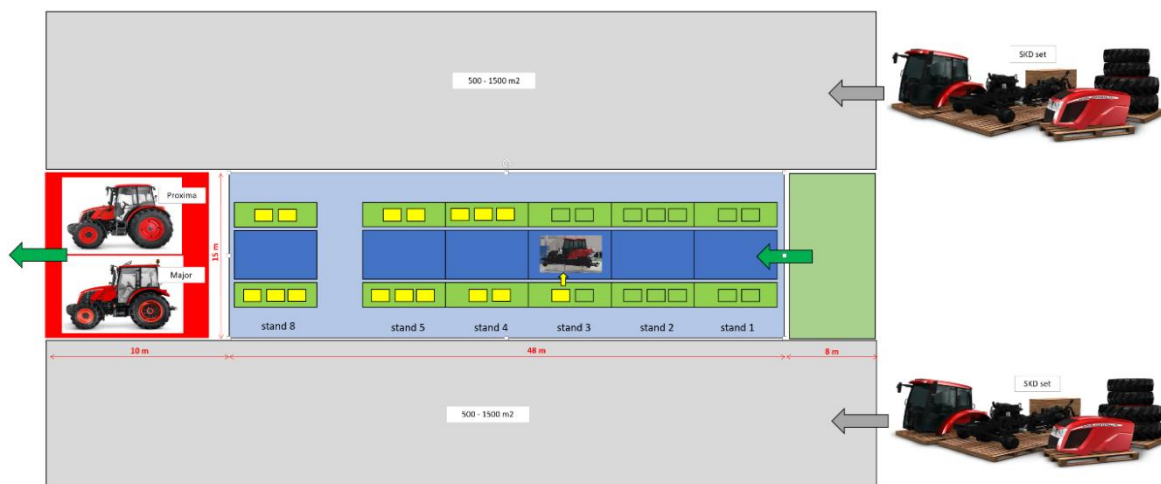 SKD set
500 - 1500 m2
Proxima
15 m
Major
stand 8
stand 5
stand 4
stand 3
stand 2
stand 1
10 m
48 m
8 m
SKD set
500 - 1500 m2